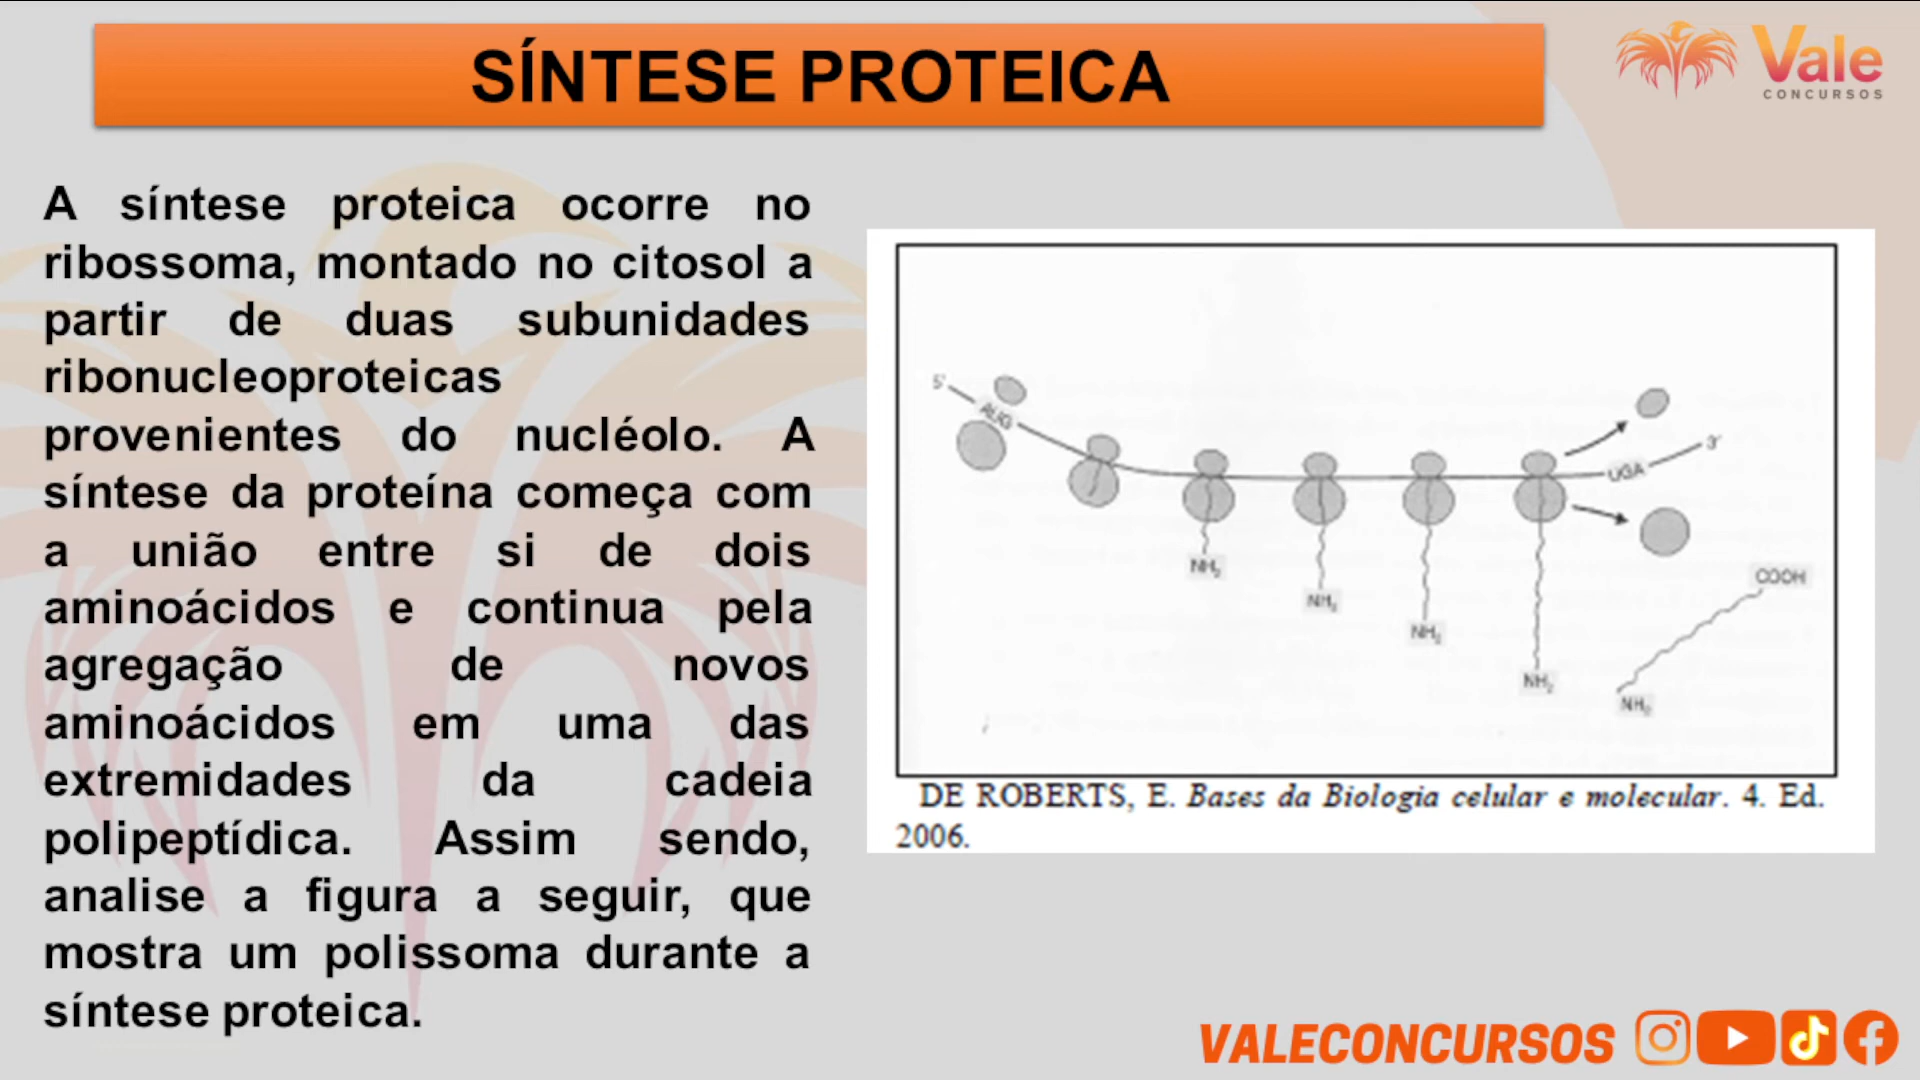 SÍNTESE PROTEICA
Vale
CONCURSOS
A síntese proteica ocorre no
ribossoma, montado no citosol a
partir de duas subunidades
ribonucleoproteicas
provenientes do nucléolo. A
síntese da proteína começa com
a união entre si de dois
aminoácidos e continua pela
agregação de novos
aminoácidos em uma das
extremidades da cadeia
polipeptídica. Assim sendo,
analise a figura a seguir, que
mostra um polissoma durante a
síntese proteica.
5'
AUG
3'
UGA
NH₂
NH₂
NH₂
NH₂
COOH
NH₂
DE ROBERTS, E. Bases da Biologia celular e molecular. 4. Ed.
2006.
VALECONCURSOS